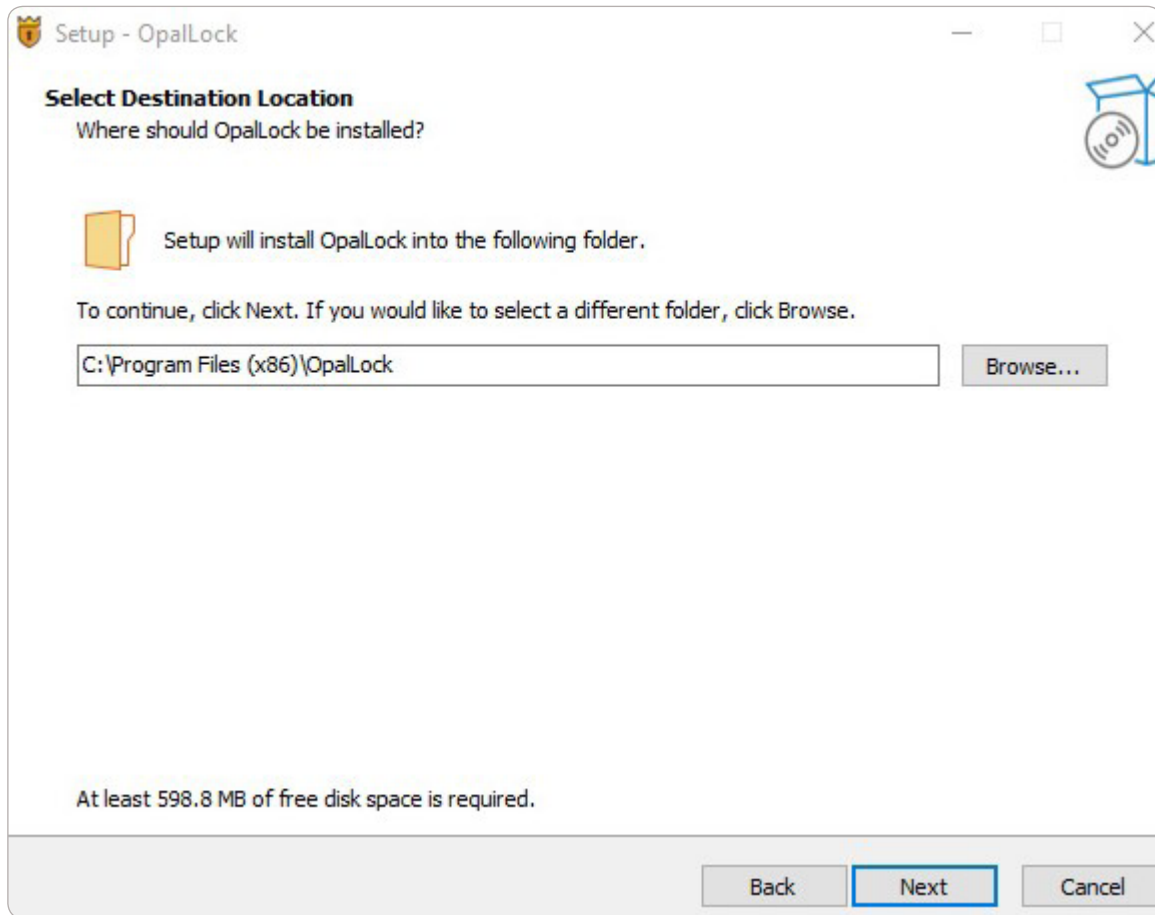 Setup - OpalLock
Select Destination Location
Where should OpalLock be installed?
Setup will install OpalLock into the following folder.
To continue, click Next. If you would like to select a different folder, click Browse.
C:\Program Files (x86)\OpalLock
Browse...
At least 598.8 MB of free disk space is required.
Back Next Cancel